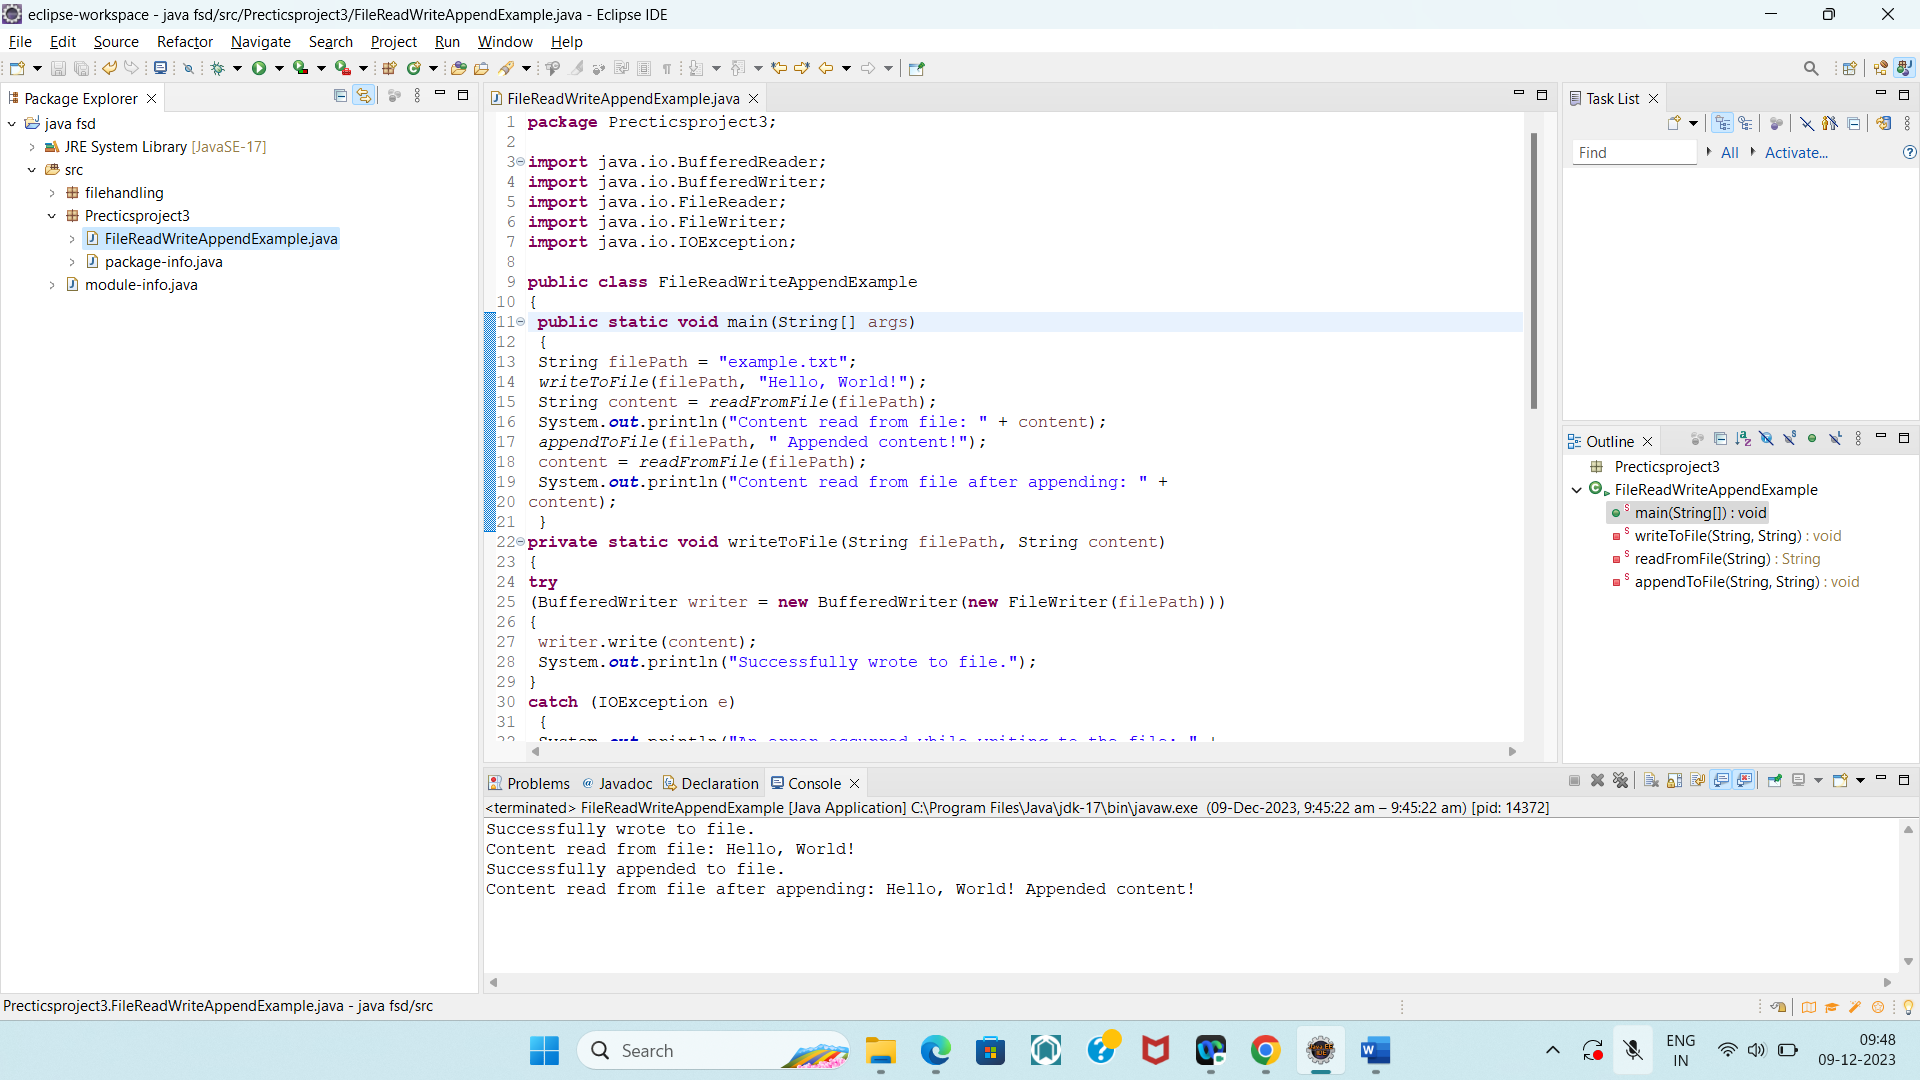 eclipse-workspace - java fsd/src/Precticsproject3/FileReadWriteAppendExample.java - Eclipse IDE
File Edit Source Refactor Navigate Search Project Run Window Help
Package Explorer
java fsd
JRE System Library [JavaSE-17]
src
filehandling
Precticsproject3
FileReadWriteAppendExample.java
package-info.java
module-info.java
FileReadWriteAppendExample.java
1 package Precticsproject3;
2
3 import java.io.BufferedReader;
4 import java.io.BufferedWriter;
5 import java.io.FileReader;
6 import java.io.FileWriter;
7 import java.io.IOException;
8
9 public class FileReadWriteAppendExample
10 {
11 public static void main(String[] args)
12 {
13 String filePath = "example.txt";
14 writeToFile(filePath, "Hello, World!");
15 String content = readFromFile(filePath);
16 System.out.println("Content read from file: " + content);
17 appendToFile(filePath, " Appended content!");
18 content = readFromFile(filePath);
19 System.out.println("Content read from file after appending: " +
20 content);
21 }
22 private static void writeToFile(String filePath, String content)
23 {
24 try
25 (BufferedWriter writer = new BufferedWriter(new FileWriter(filePath)))
26 {
27 writer.write(content);
28 System.out.println("Successfully wrote to file.");
29 }
30 catch (IOException e)
31 {
32 System.out.println("An error occurred while writing to the file: " +
Task List
Find All Activate...
Outline
Precticsproject3
FileReadWriteAppendExample
main(String[]) : void
writeToFile(String, String) : void
readFromFile(String) : String
appendToFile(String, String) : void
Problems Javadoc Declaration Console
<terminated> FileReadWriteAppendExample [Java Application] C:\Program Files\Java\jdk-17\bin\javaw.exe (09-Dec-2023, 9:45:22 am – 9:45:22 am) [pid: 14372]
Successfully wrote to file.
Content read from file: Hello, World!
Successfully appended to file.
Content read from file after appending: Hello, World! Appended content!
Precticsproject3.FileReadWriteAppendExample.java - java fsd/src
Search
ENG
IN
09:48
09-12-2023